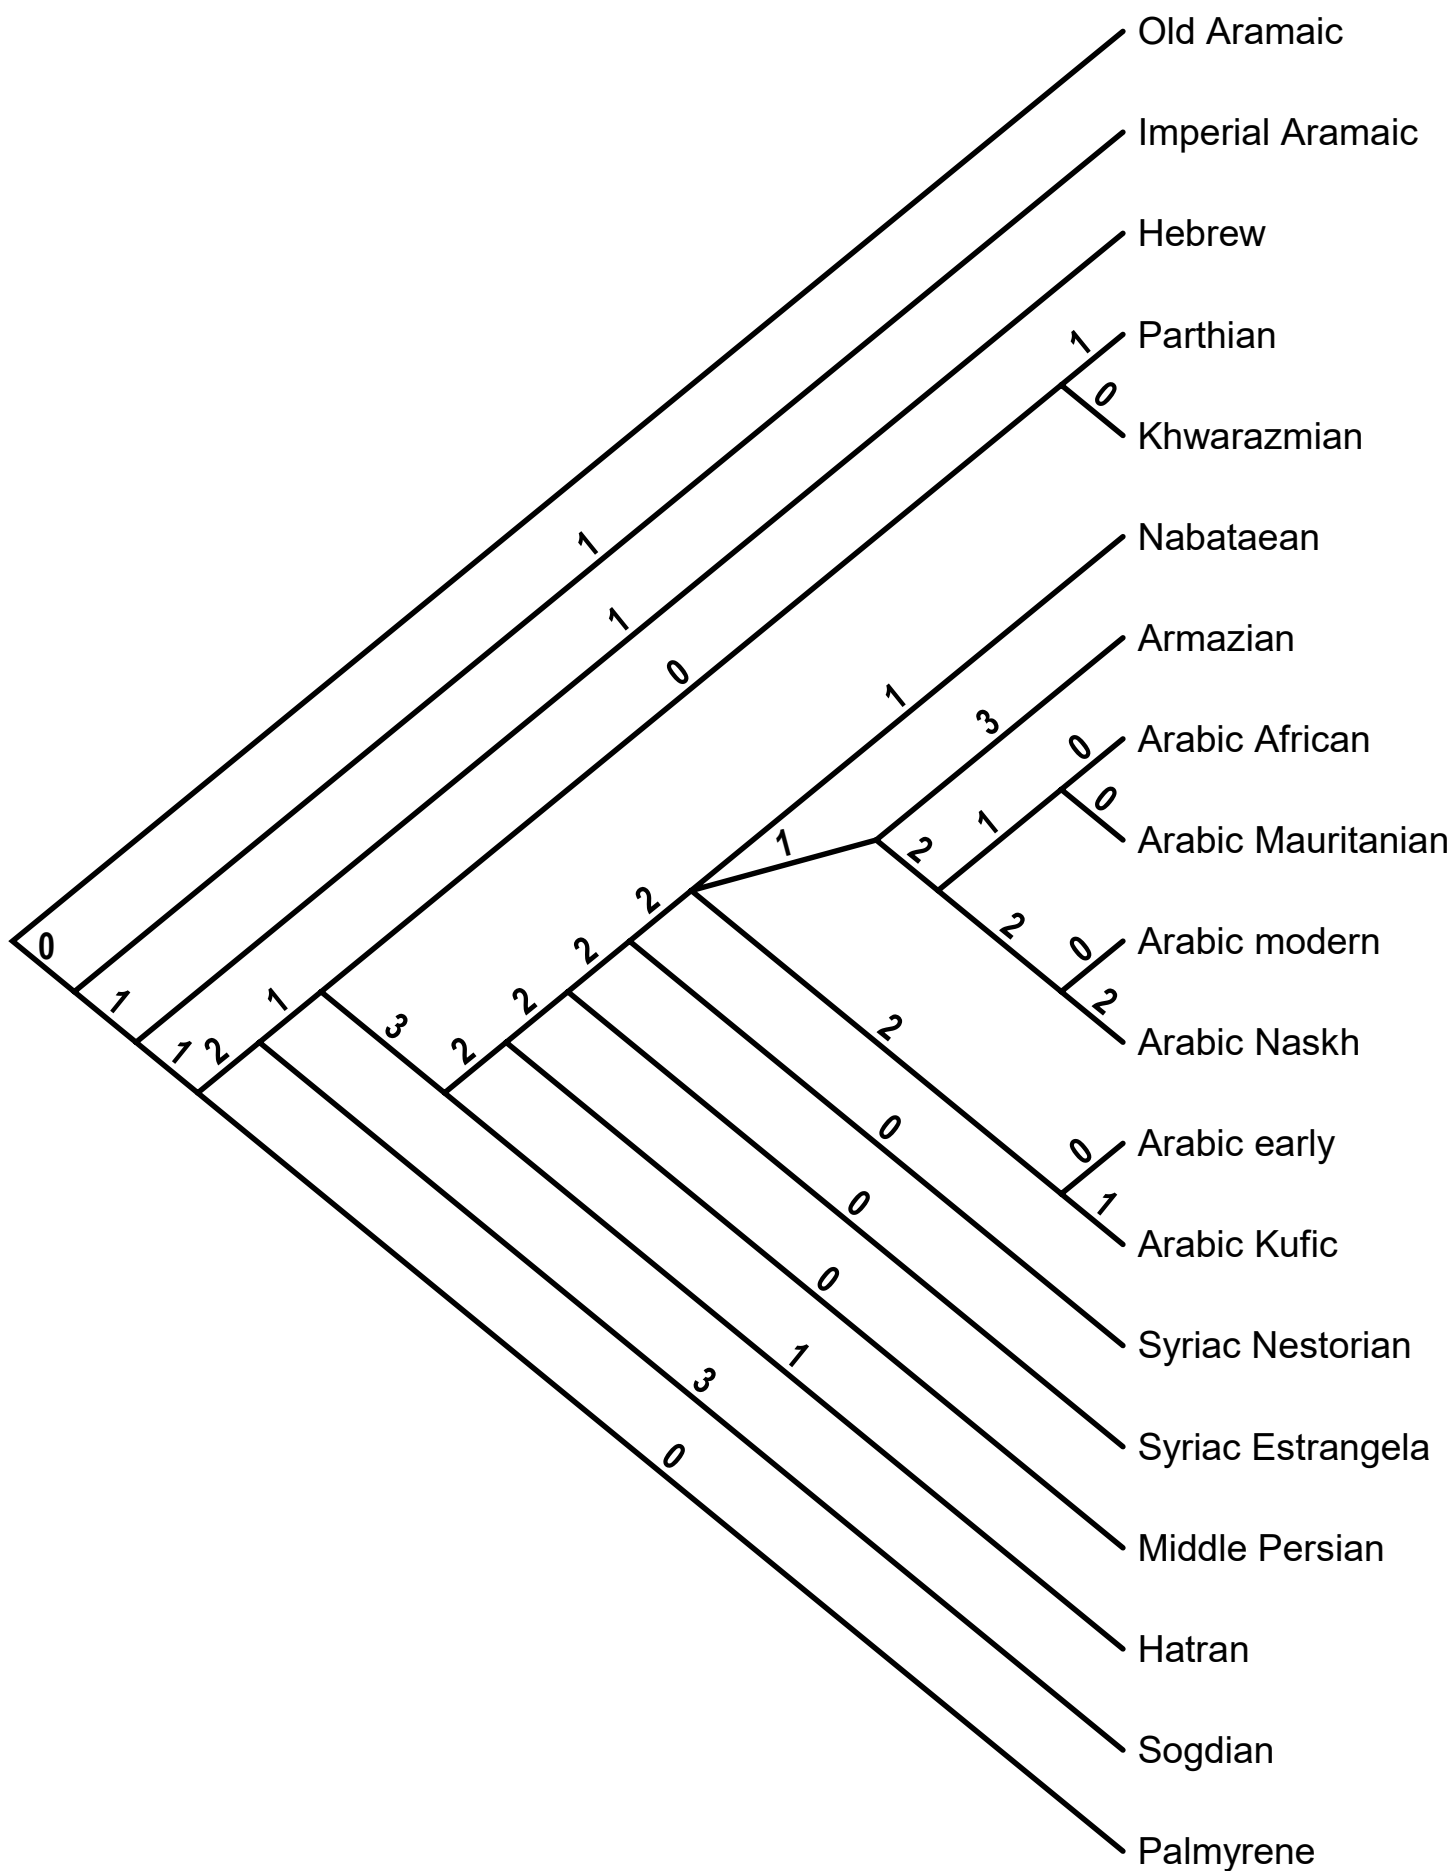 Old Aramaic
Imperial Aramaic
Hebrew
1 Parthian
0
Khwarazmian
Nabataean
1
1
Armazian
0
1
3
0 Arabic African
0
1
Arabic Mauritanian
1 2
2
2 0 Arabic modern
0
2
1 2
2
1 3 2
Arabic Naskh
1 2 2
0
0 Arabic early
0
1
Arabic Kufic
0
1
Syriac Nestorian
3
Syriac Estrangela
0
Middle Persian
Hatran
Sogdian
Palmyrene